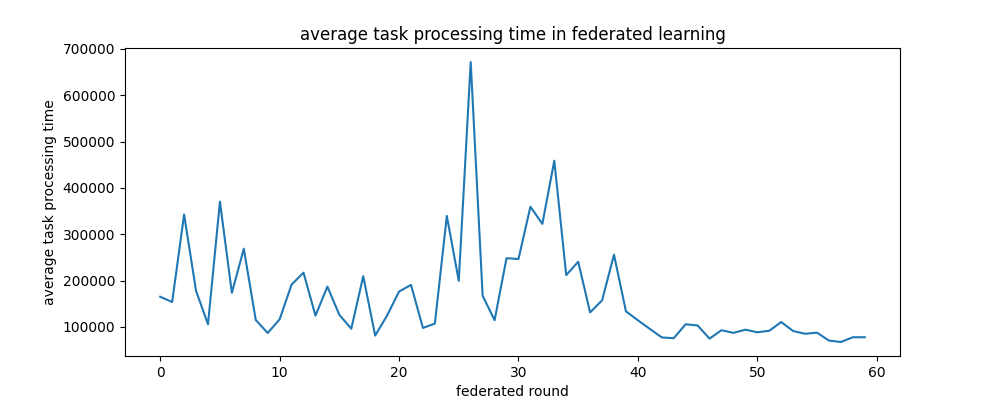 average task processing time in federated learning
700000
600000
500000
400000
300000
200000
100000
average task processing time
0 10 20 30 40 50 60
federated round